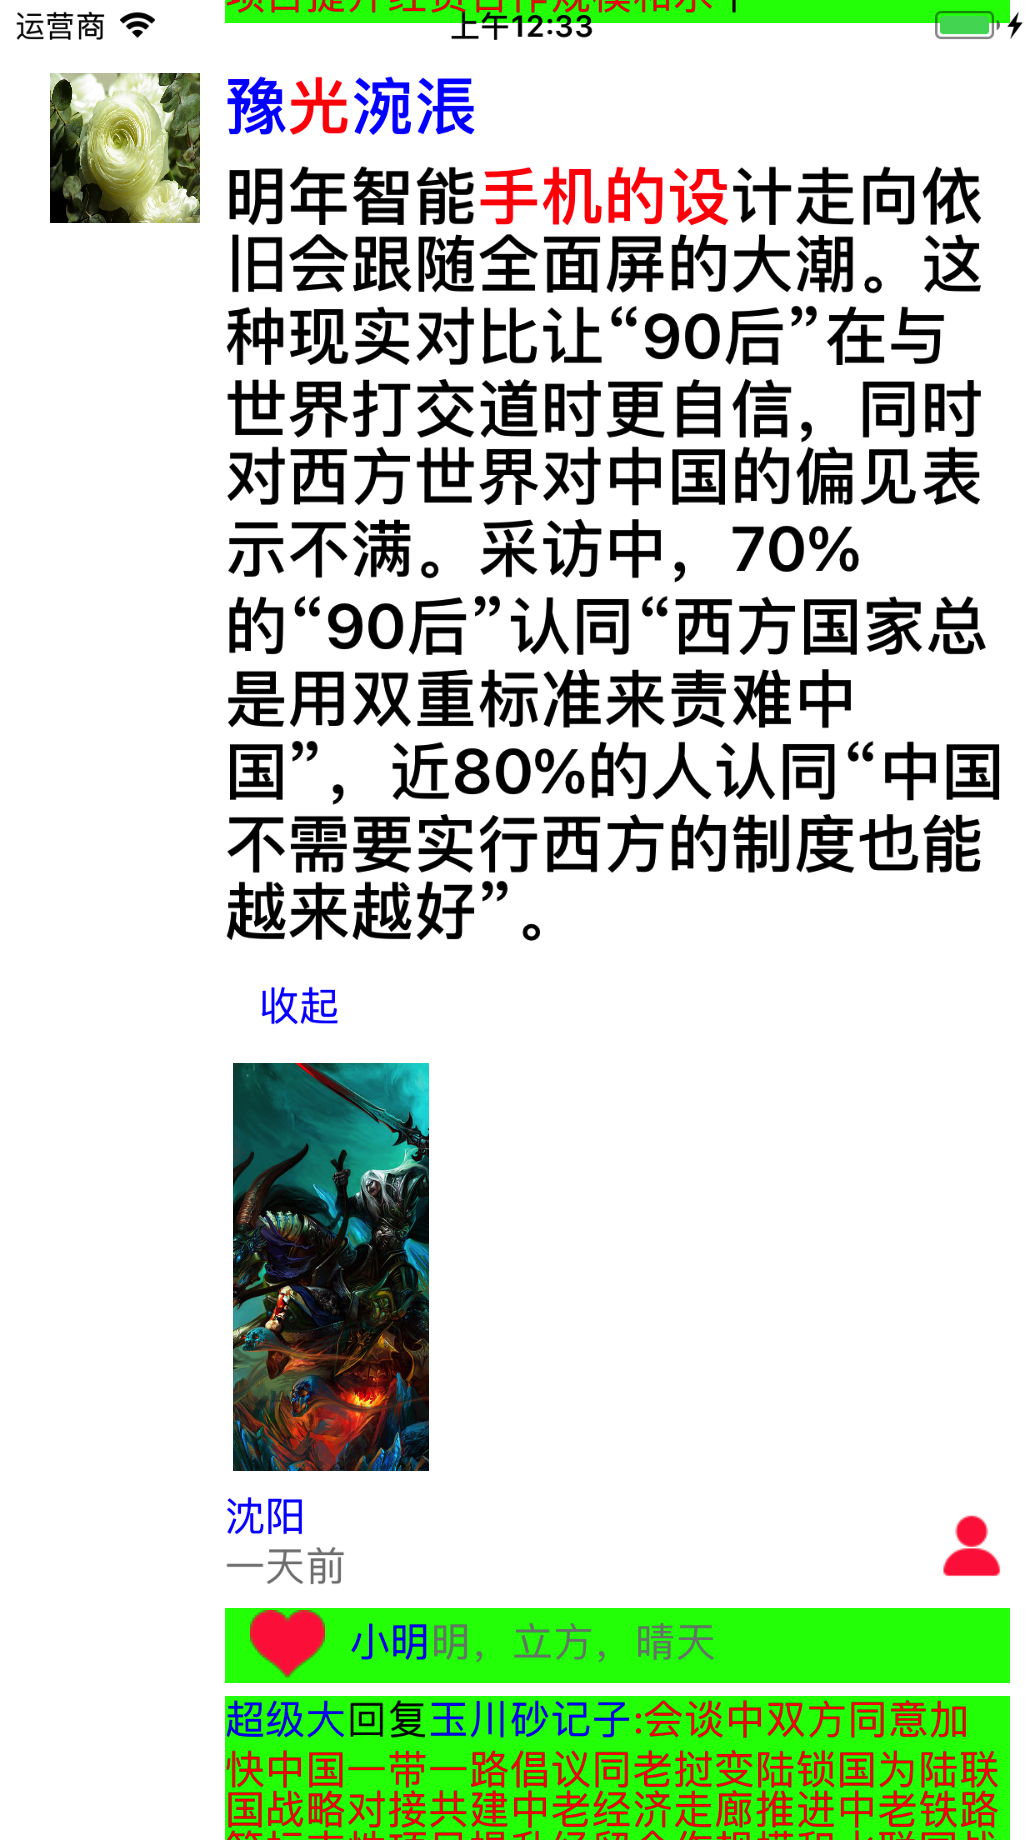 运营商
上午12:33
豫光涴涱
明年智能手机的设计走向依
旧会跟随全面屏的大潮。这
种现实对比让“90后”在与
世界打交道时更自信，同时
对西方世界对中国的偏见表
示不满。采访中，70%
的“90后”认同“西方国家总
是用双重标准来责难中
国”，近80%的人认同“中国
不需要实行西方的制度也能
越来越好”。
收起
沈阳
一天前
小明明，立方，晴天
超级大回复玉川砂记子:会谈中双方同意加
快中国一带一路倡议同老挝变陆锁国为陆联
国战略对接共建中老经济走廊推进中老铁路